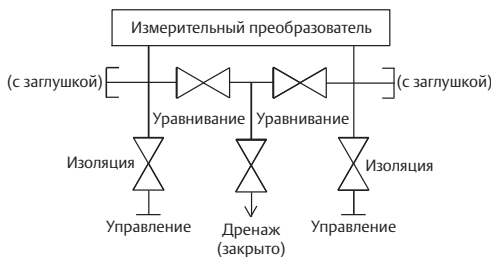 Измерительный преобразователь
(с заглушкой)
(с заглушкой)
Уравнивание
Уравнивание
Изоляция
Изоляция
Управление
Дренаж
(закрыто)
Управление